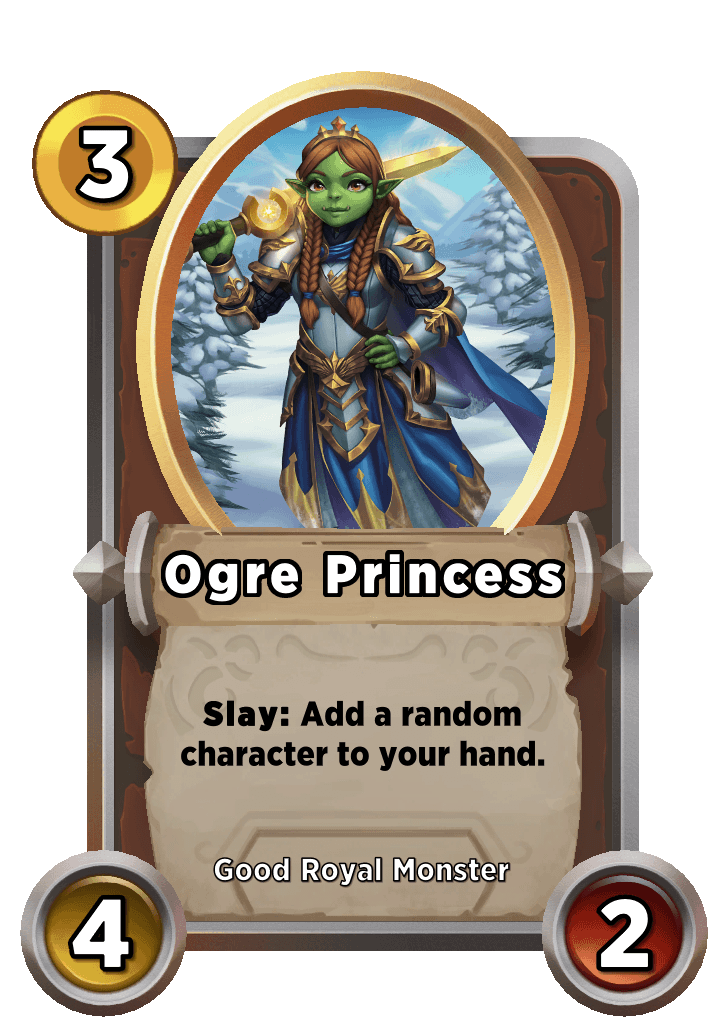 3
Ogre Princess
Slay: Add a random
character to your hand.
Good Royal Monster
4
2